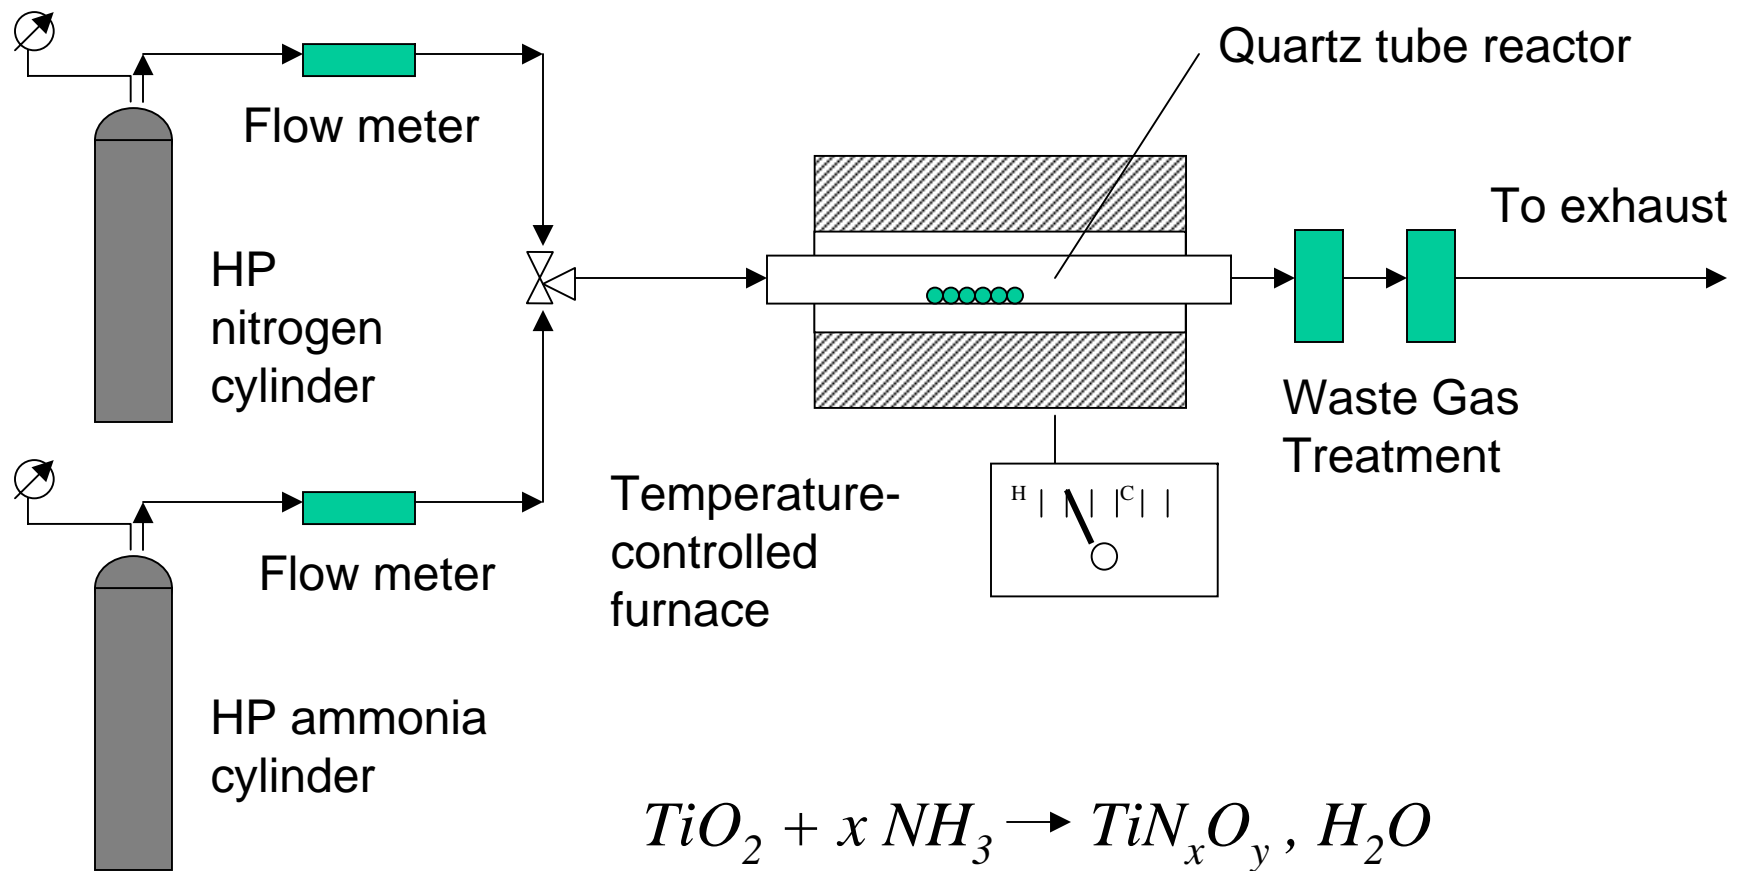 Quartz tube reactor
Flow meter
To exhaust
HP
nitrogen
cylinder
Waste Gas
Treatment
Temperature-
controlled
furnace
H C
Flow meter
HP ammonia
cylinder
TiO₂ + x NH₃ → TiNₓOᵧ , H₂O